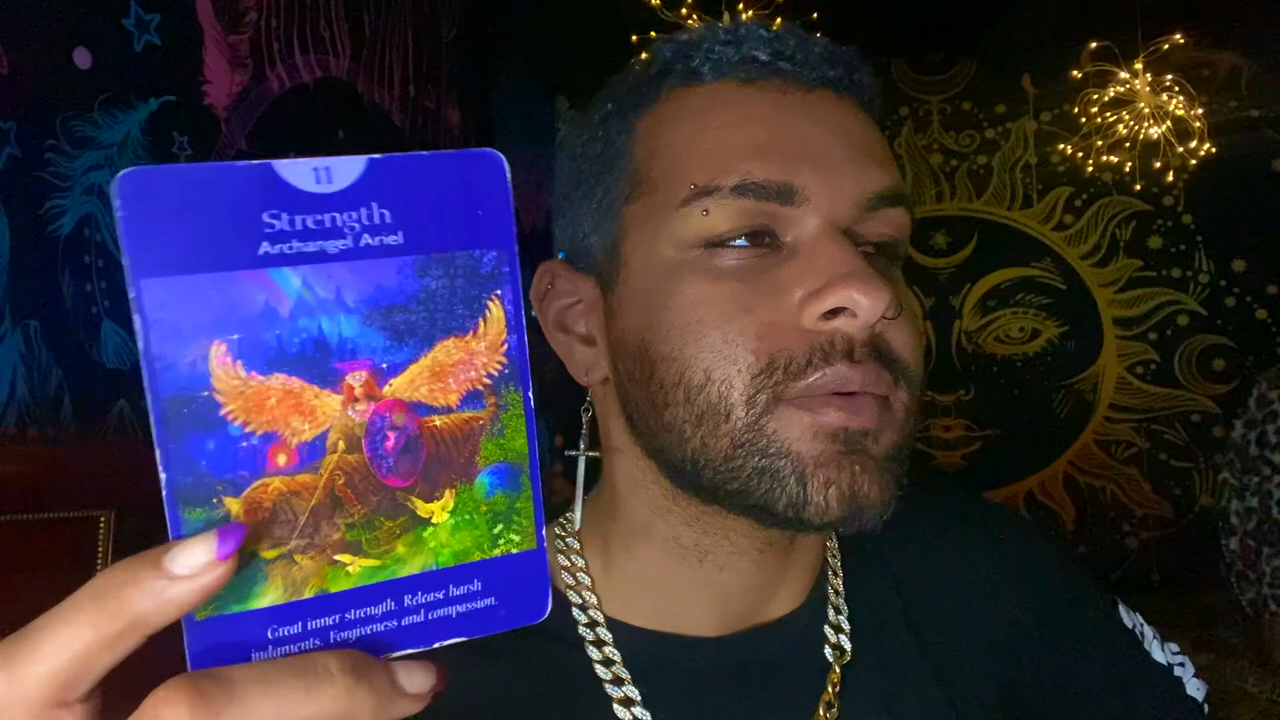 11
Strength
Archangel Ariel
Great inner strength. Release harsh
judgments. Forgiveness and compassion.